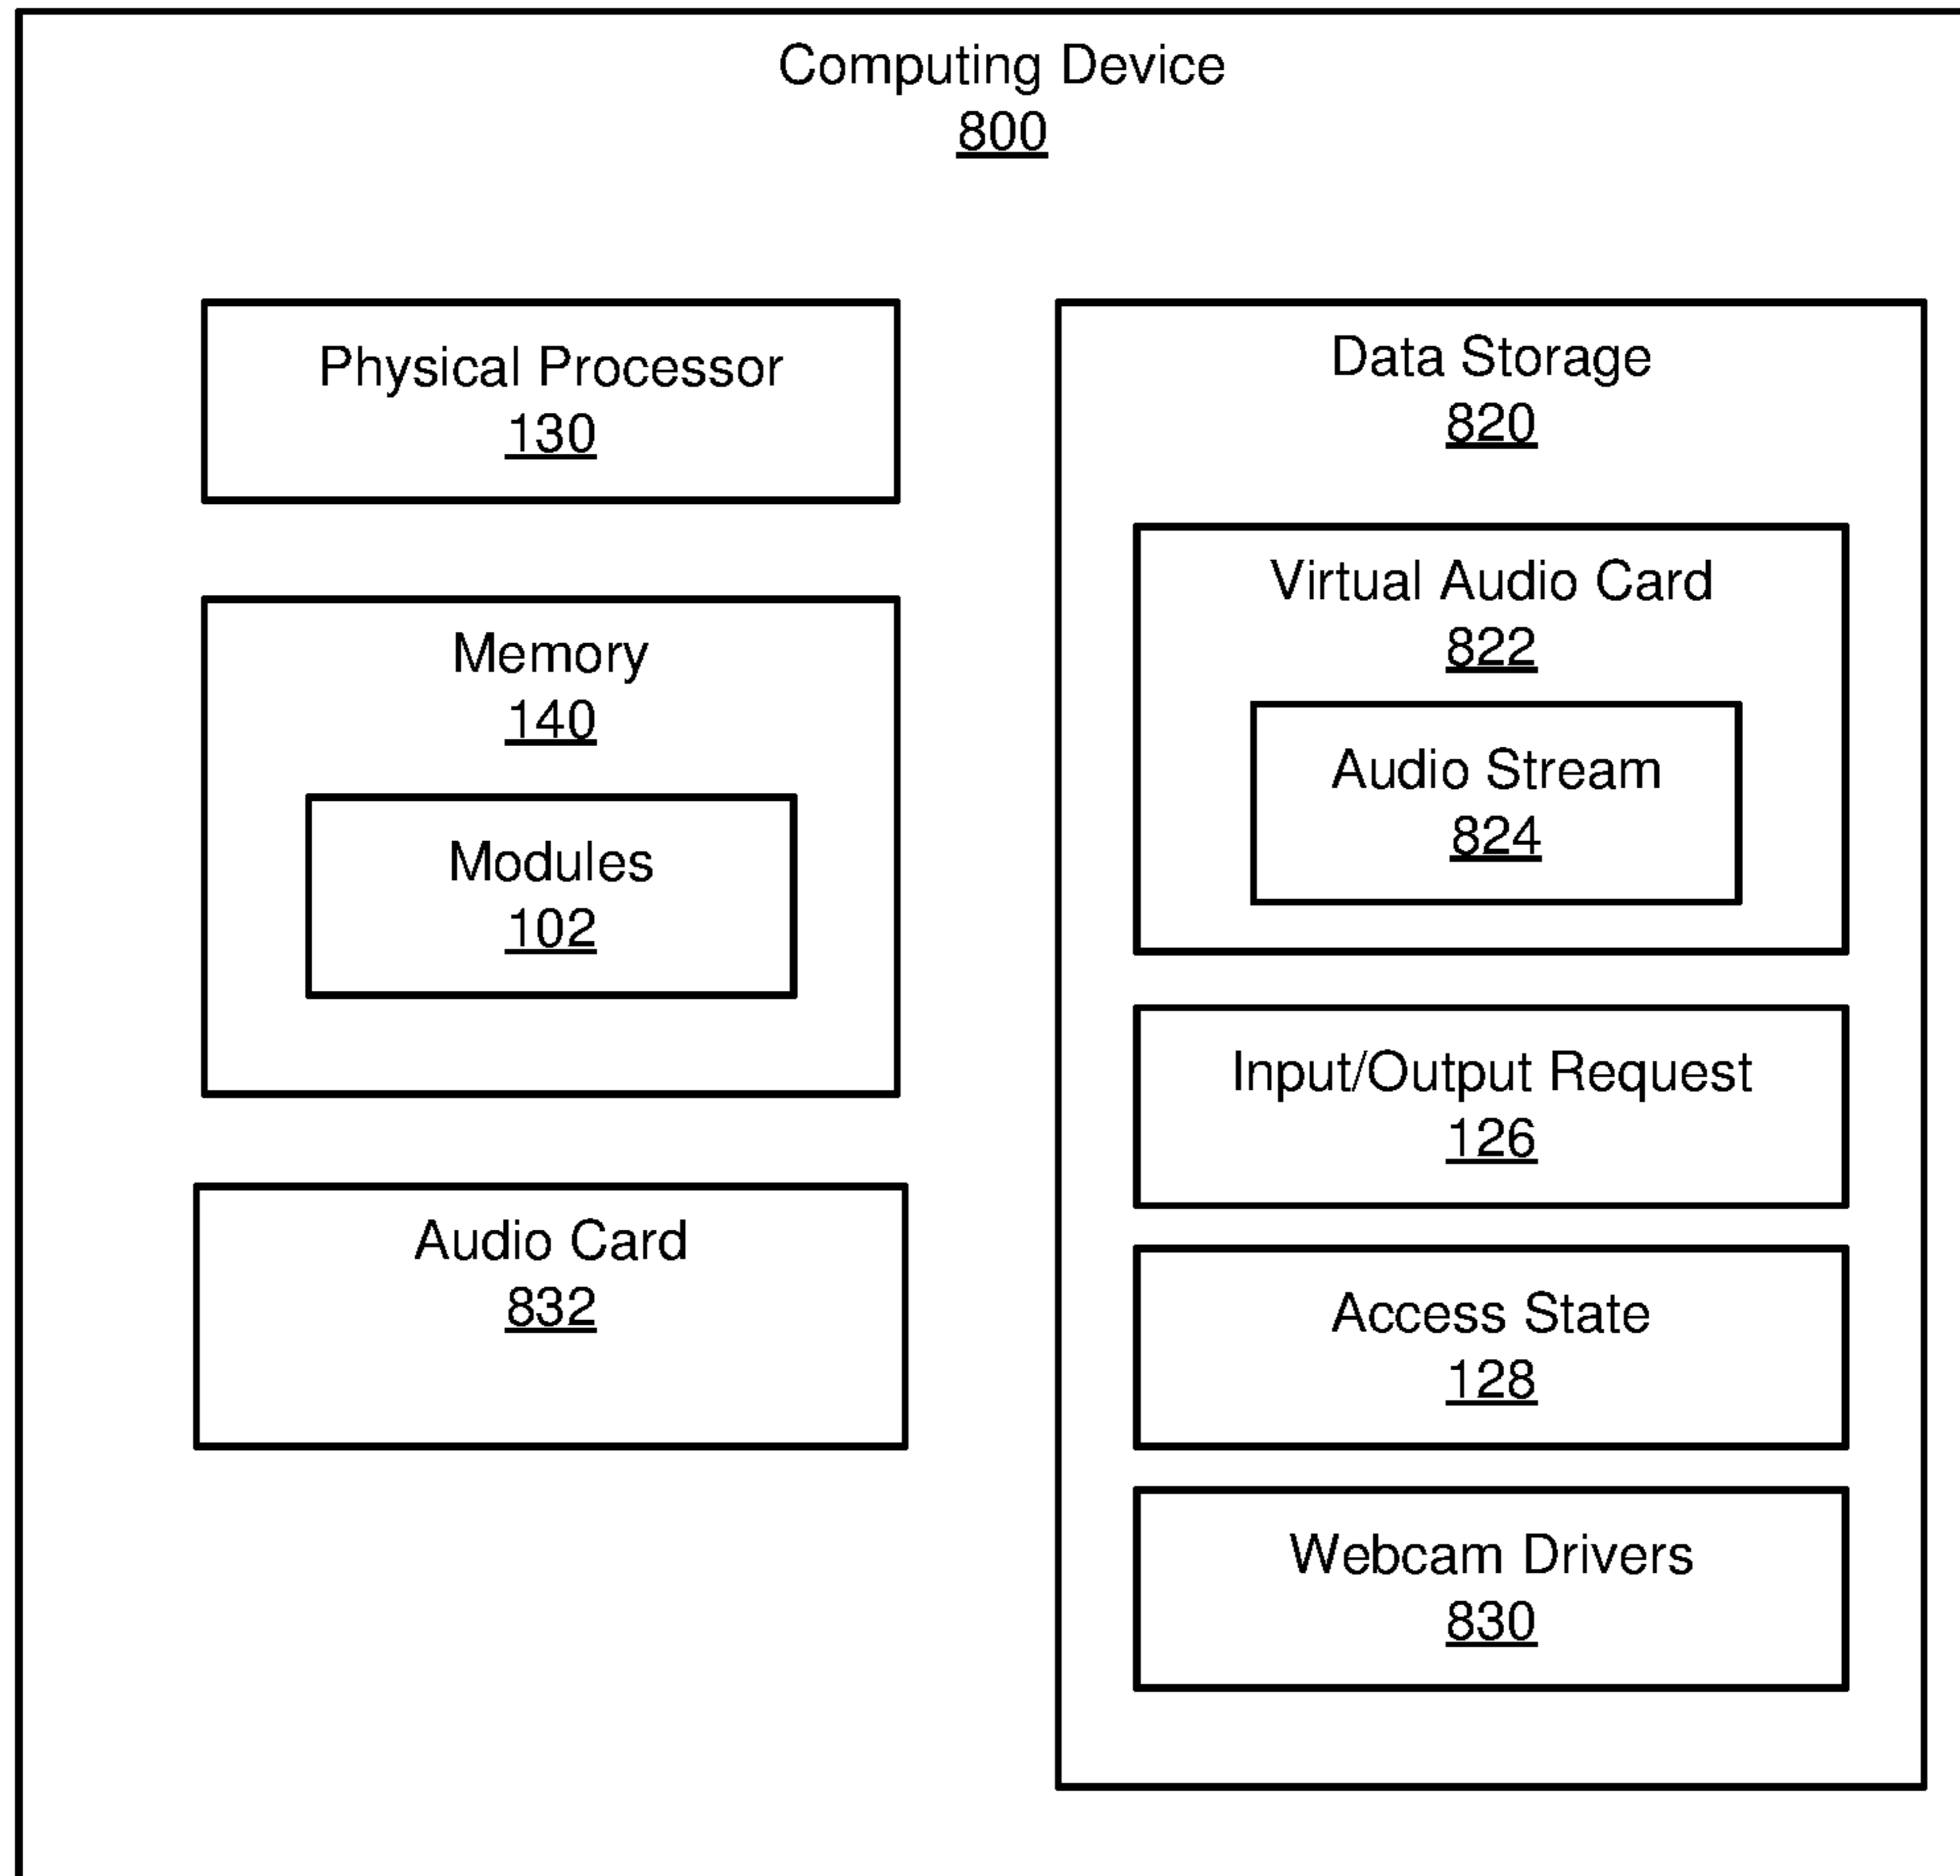 Computing Device
800
Physical Processor
130
Memory
140
Modules
102
Audio Card
832
Data Storage
820
Virtual Audio Card
822
Audio Stream
824
Input/Output Request
126
Access State
128
Webcam Drivers
830